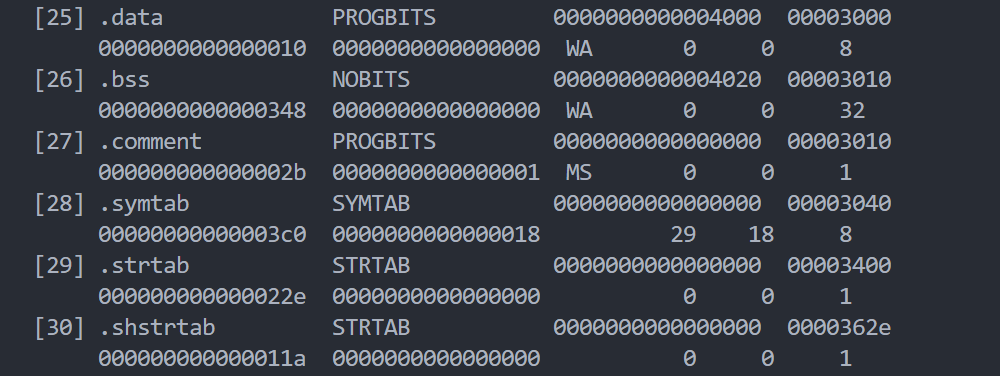 [25] .data PROGBITS 0000000000004000 00003000
0000000000000010 0000000000000000 WA 0 0 8
[26] .bss NOBITS 0000000000004020 00003010
0000000000000348 0000000000000000 WA 0 0 32
[27] .comment PROGBITS 0000000000000000 00003010
000000000000002b 0000000000000001 MS 0 0 1
[28] .symtab SYMTAB 0000000000000000 00003040
00000000000003c0 0000000000000018 29 18 8
[29] .strtab STRTAB 0000000000000000 00003400
000000000000022e 0000000000000000 0 0 1
[30] .shstrtab STRTAB 0000000000000000 0000362e
000000000000011a 0000000000000000 0 0 1